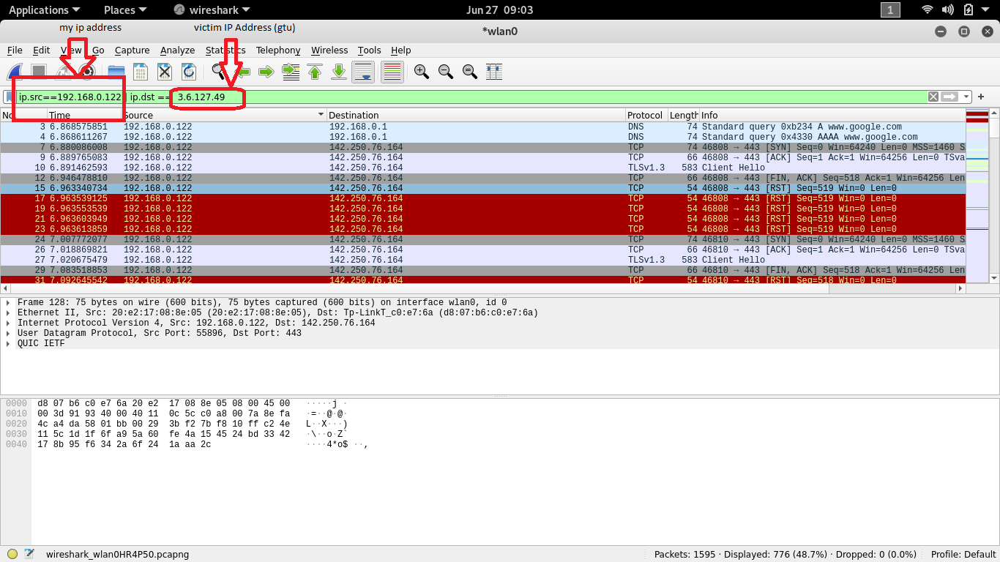 Applications Places wireshark Jun 27 09:03 1
my ip address victim IP Address (gtu) *wlan0
File Edit View Go Capture Analyze Statistics Telephony Wireless Tools Help
ip.src==192.168.0.122 ip.dst == 3.6.127.49 +
Time Source Destination Protocol Length Info
3 6.868575851 192.168.0.122 192.168.0.1 DNS 74 Standard query 0xb234 A www.google.com
4 6.868611267 192.168.0.122 192.168.0.1 DNS 74 Standard query 0x4330 AAAA www.google.com
7 6.880086008 192.168.0.122 142.250.76.164 TCP 74 46808 → 443 [SYN] Seq=0 Win=64240 Len=0 MSS=1460
9 6.889765083 192.168.0.122 142.250.76.164 TCP 66 46808 → 443 [ACK] Seq=1 Ack=1 Win=64256 Len=0 TSva
10 6.891462593 192.168.0.122 142.250.76.164 TLSv1.3 583 Client Hello
12 6.946478810 192.168.0.122 142.250.76.164 TCP 66 46808 → 443 [FIN, ACK] Seq=518 Ack=1 Win=64256 Len
15 6.963340734 192.168.0.122 142.250.76.164 TCP 54 46808 → 443 [RST] Seq=519 Win=0 Len=0
17 6.963539125 192.168.0.122 142.250.76.164 TCP 54 46808 → 443 [RST] Seq=519 Win=0 Len=0
19 6.963553539 192.168.0.122 142.250.76.164 TCP 54 46808 → 443 [RST] Seq=519 Win=0 Len=0
21 6.963603949 192.168.0.122 142.250.76.164 TCP 54 46808 → 443 [RST] Seq=519 Win=0 Len=0
23 6.963613859 192.168.0.122 142.250.76.164 TCP 54 46808 → 443 [RST] Seq=519 Win=0 Len=0
24 7.007772077 192.168.0.122 142.250.76.164 TCP 74 46810 → 443 [SYN] Seq=0 Win=64240 Len=0 MSS=1460
26 7.018869821 192.168.0.122 142.250.76.164 TCP 66 46810 → 443 [ACK] Seq=1 Ack=1 Win=64256 Len=0 TSva
27 7.020675479 192.168.0.122 142.250.76.164 TLSv1.3 583 Client Hello
29 7.083518853 192.168.0.122 142.250.76.164 TCP 66 46810 → 443 [FIN, ACK] Seq=518 Ack=1 Win=64256 Len
31 7.092645542 192.168.0.122 142.250.76.164 TCP 54 46810 → 443 [RST] Seq=518 Win=0 Len=0
Frame 128: 75 bytes on wire (600 bits), 75 bytes captured (600 bits) on interface wlan0, id 0
Ethernet II, Src: 20:e2:17:08:8e:05 (20:e2:17:08:8e:05), Dst: Tp-LinkT_c0:e7:6a (d8:07:b6:c0:e7:6a)
Internet Protocol Version 4, Src: 192.168.0.122, Dst: 142.250.76.164
User Datagram Protocol, Src Port: 55896, Dst Port: 443
QUIC IETF
0000 d8 07 b6 c0 e7 6a 20 e2 17 08 8e 05 08 00 45 00 ·····j ·
0010 00 3d 91 93 40 00 40 11 0c 5c c0 a8 00 7a 8e fa ·=··@·@·
0020 4c a4 da 58 01 bb 00 29 3b f2 7b f8 10 ff c2 4e L··X···)
0030 11 5c 1d 1f 6f a9 5a 60 fe 4a 15 45 24 bd 33 42 ·\··o·Z`
0040 17 8b 95 f6 34 2a 6f 24 1a aa 2c ····4*o$ ··,
wireshark_wlan0HR4P50.pcapng Packets: 1595 · Displayed: 776 (48.7%) · Dropped: 0 (0.0%) Profile: Default